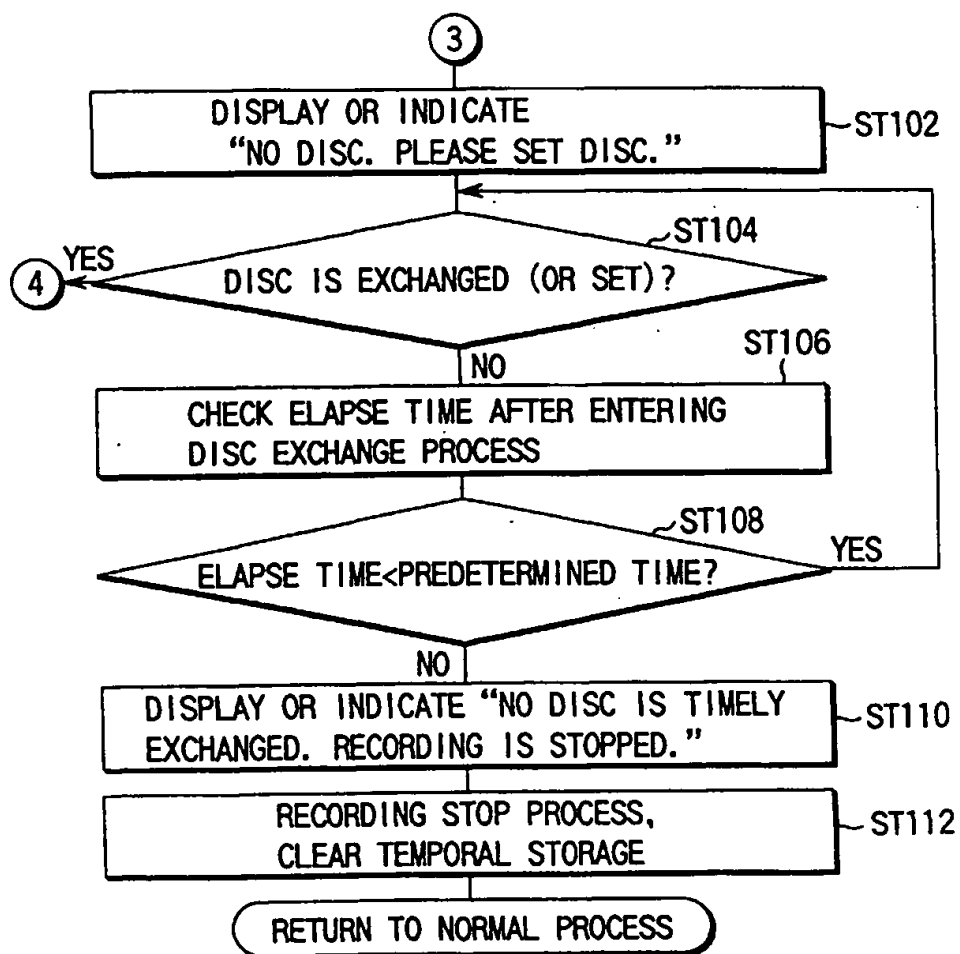 3
DISPLAY OR INDICATE
“NO DISC. PLEASE SET DISC.”
ST102
ST104
YES
4
DISC IS EXCHANGED (OR SET)?
NO
ST106
CHECK ELAPSE TIME AFTER ENTERING
DISC EXCHANGE PROCESS
ST108
YES
ELAPSE TIME<PREDETERMINED TIME?
NO
DISPLAY OR INDICATE “NO DISC IS TIMELY
EXCHANGED. RECORDING IS STOPPED.”
ST110
RECORDING STOP PROCESS,
CLEAR TEMPORAL STORAGE
ST112
RETURN TO NORMAL PROCESS